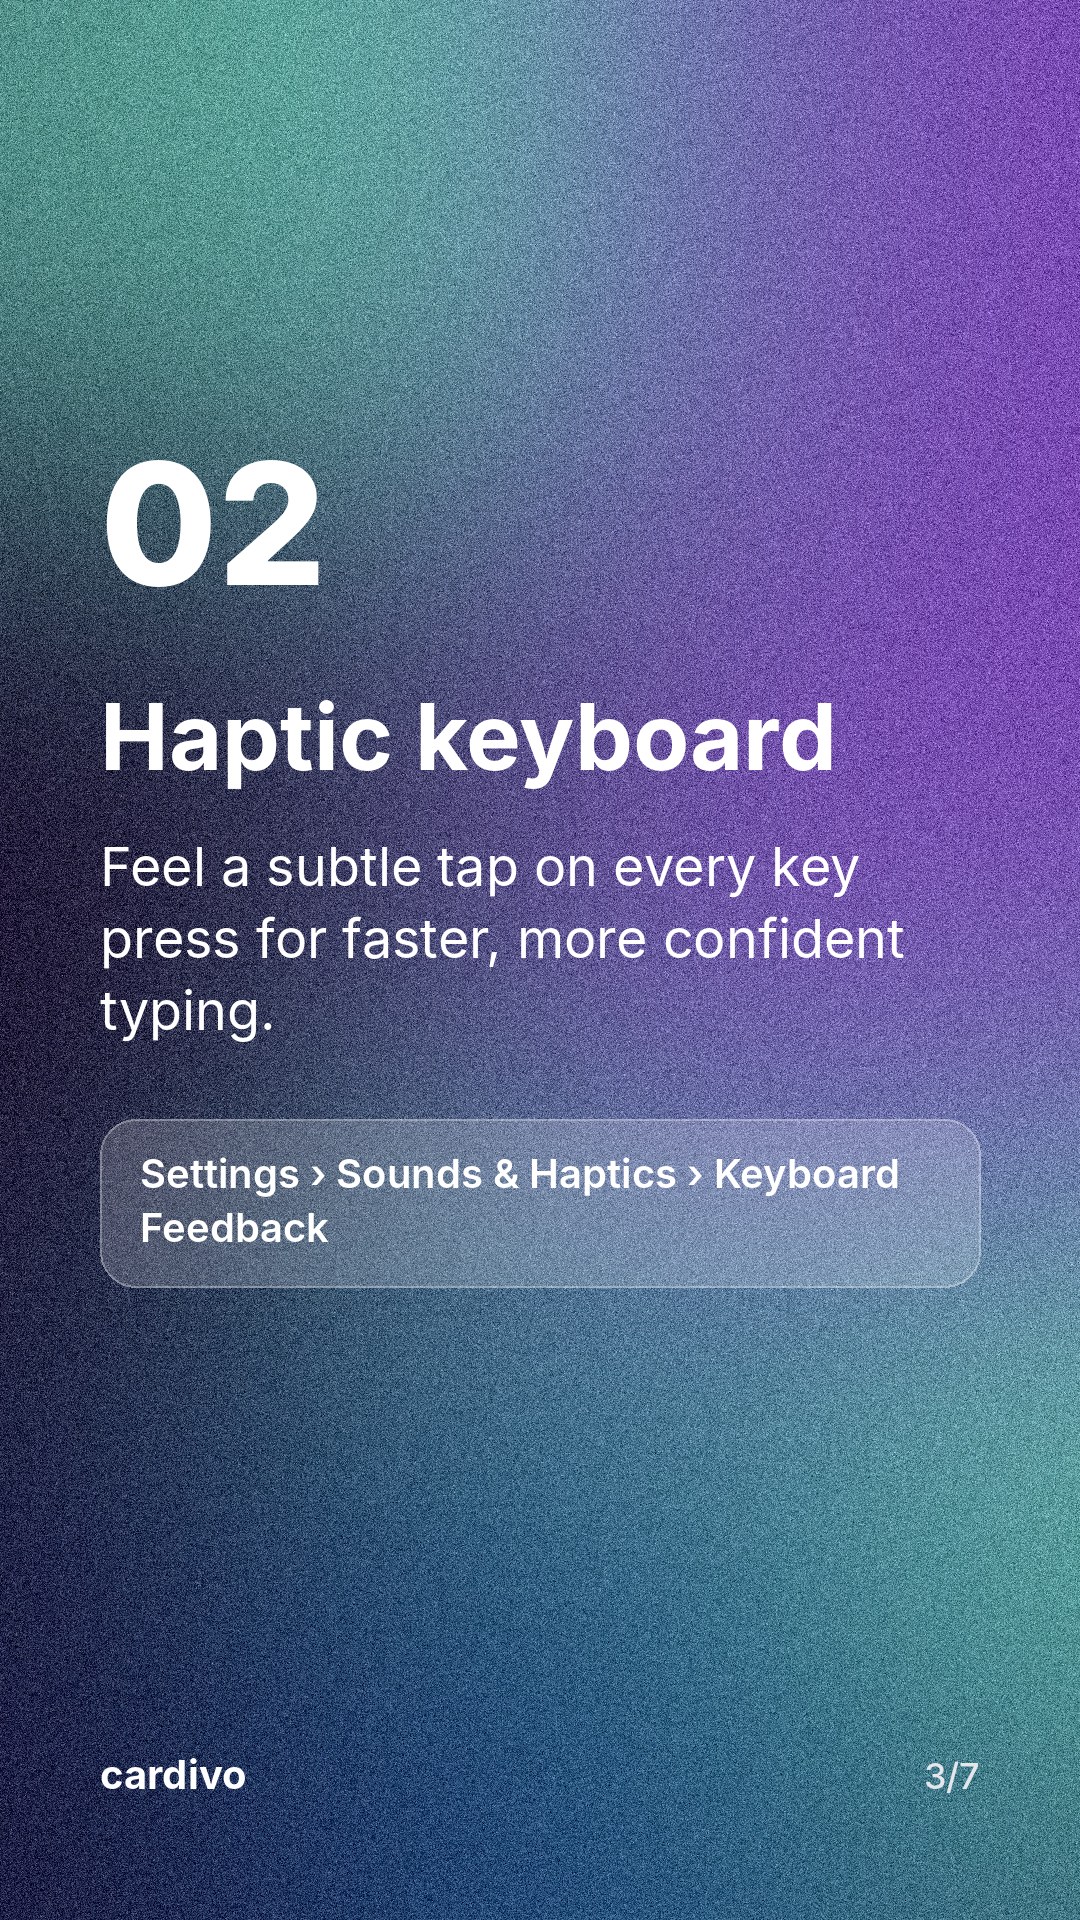 02
Haptic keyboard
Feel a subtle tap on every key
press for faster, more confident
typing.
Settings › Sounds & Haptics › Keyboard
Feedback
cardivo
3/7